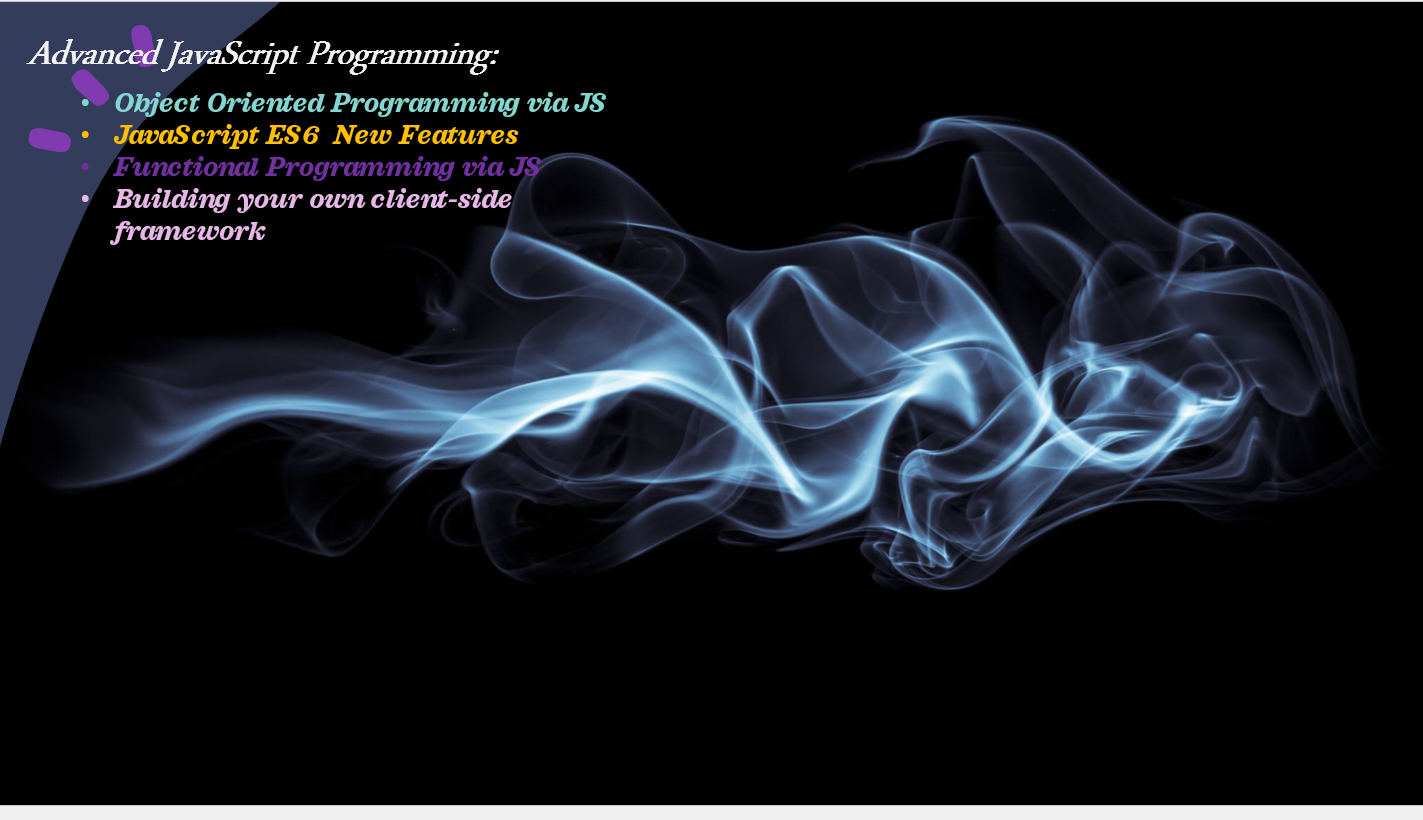 Advanced JavaScript Programming:
• Object Oriented Programming via JS
• JavaScript ES6  New Features
• Functional Programming via JS
• Building your own client-side
framework